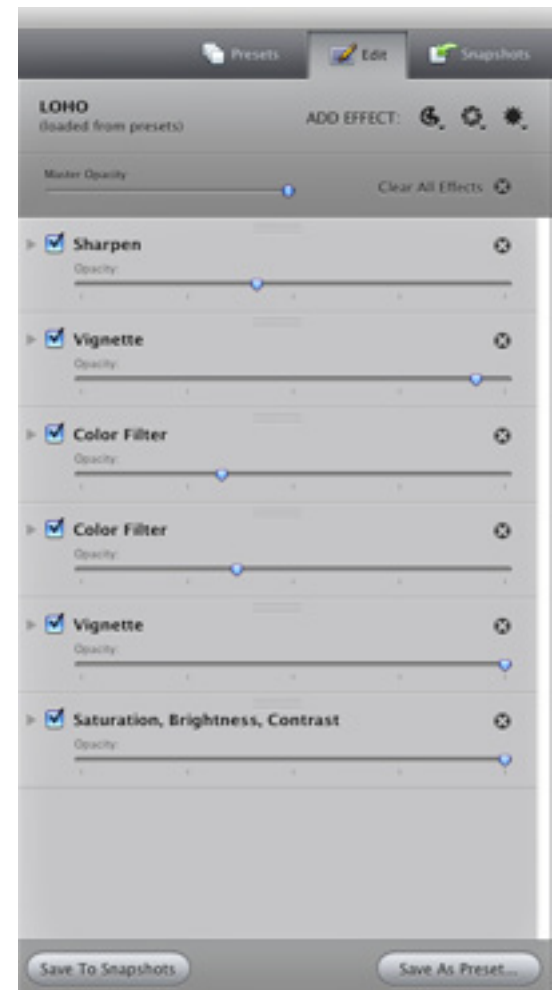 Presets Edit Snapshots
LOHO
(loaded from presets)
ADD EFFECT:
Master Opacity
Clear All Effects
Sharpen
Opacity:
Vignette
Opacity:
Color Filter
Opacity:
Color Filter
Opacity:
Vignette
Opacity:
Saturation, Brightness, Contrast
Opacity:
Save To Snapshots Save As Preset...